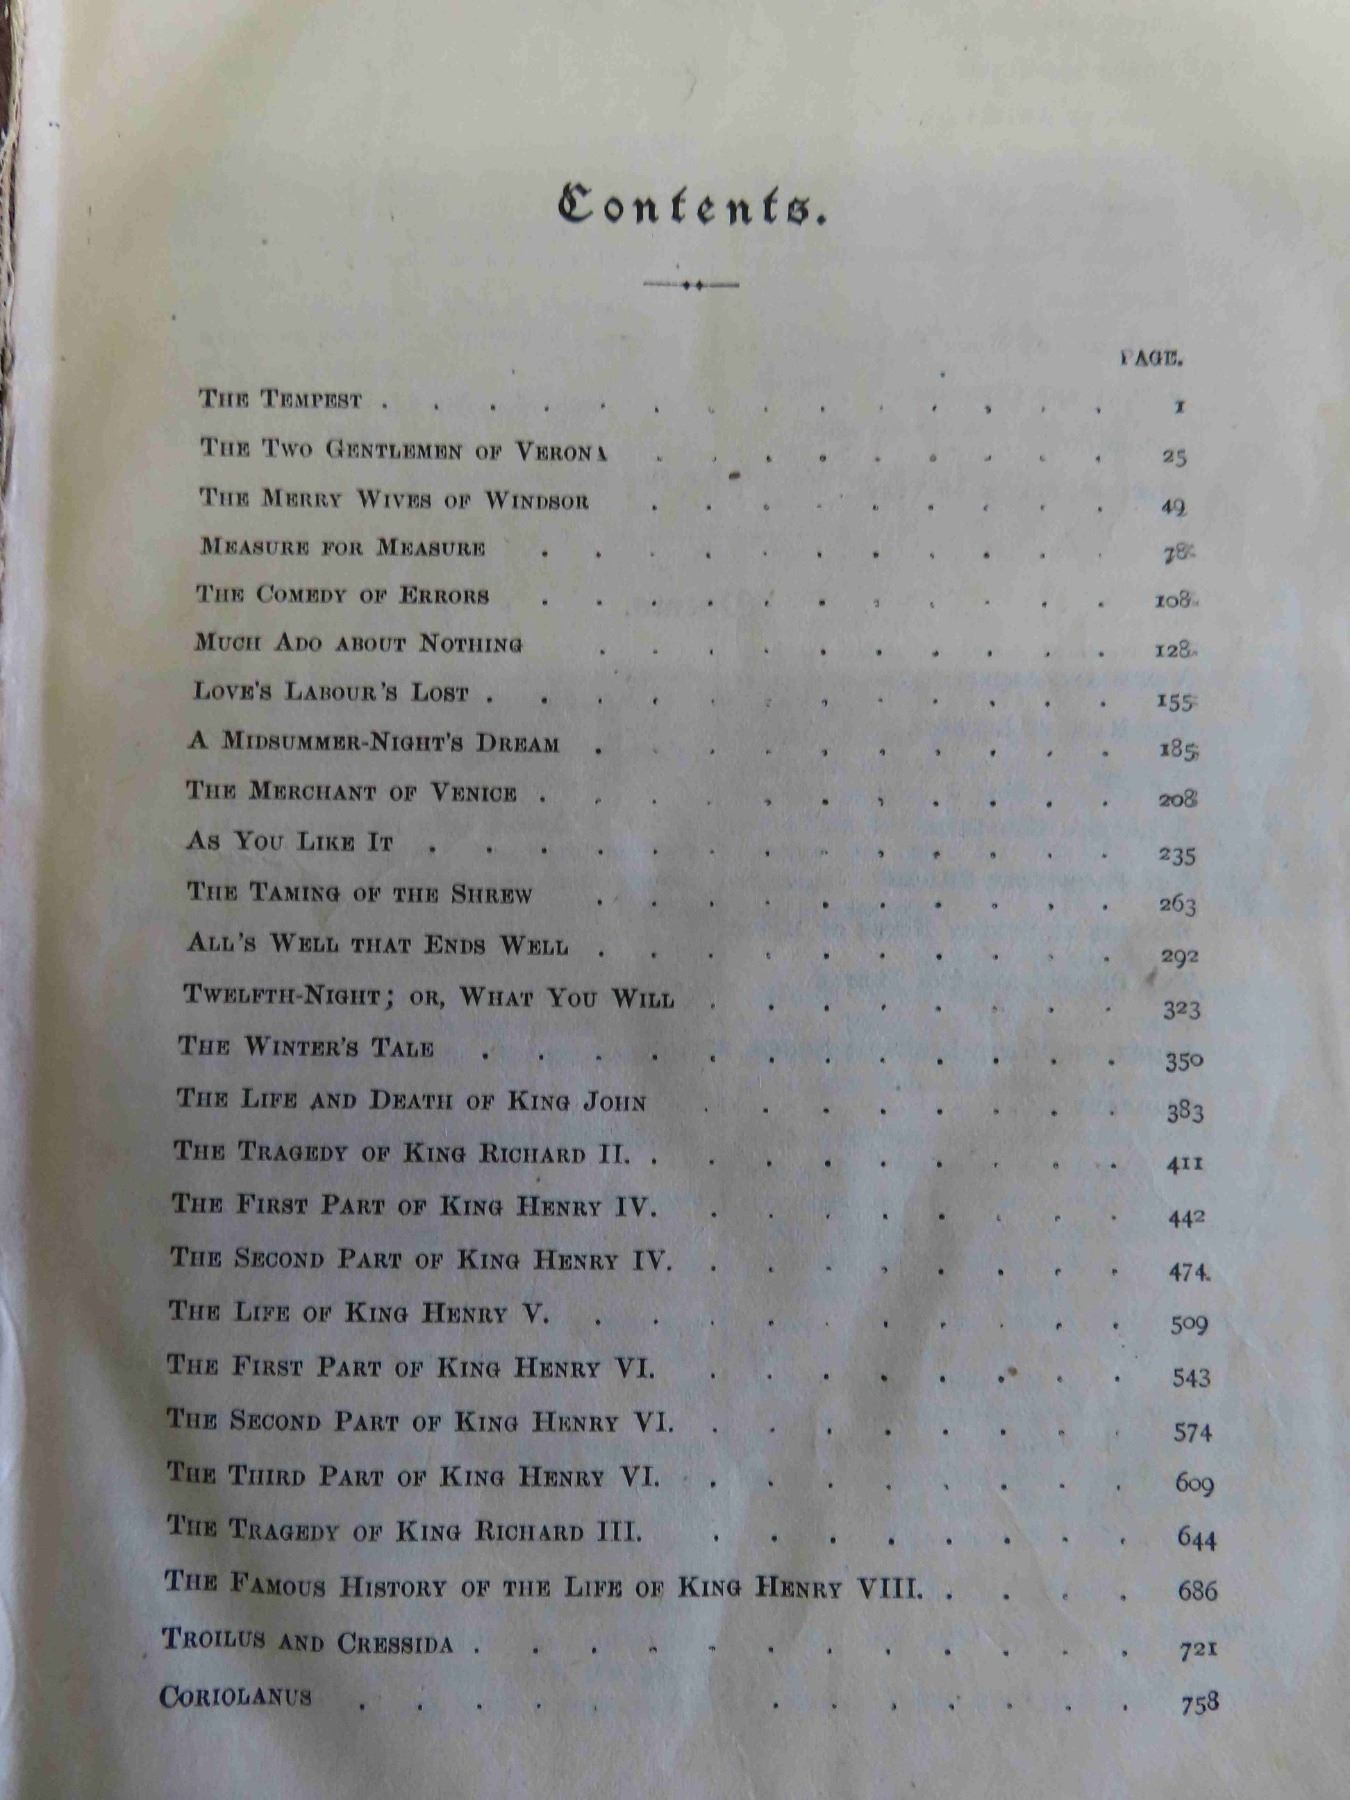 Contents.
PAGE.
THE TEMPEST . . . . . . . . . . . . . . 1
THE TWO GENTLEMEN OF VERONA . . . . . . . . . 25
THE MERRY WIVES OF WINDSOR . . . . . . . . . 49
MEASURE FOR MEASURE . . . . . . . . . . . 78
THE COMEDY OF ERRORS . . . . . . . . . . . 108
MUCH ADO ABOUT NOTHING . . . . . . . . . . 128
LOVE'S LABOUR'S LOST . . . . . . . . . . . . 155
A MIDSUMMER-NIGHT'S DREAM . . . . . . . . . . 185
THE MERCHANT OF VENICE . . . . . . . . . . . 208
AS YOU LIKE IT . . . . . . . . . . . . . 235
THE TAMING OF THE SHREW . . . . . . . . . . 263
ALL'S WELL THAT ENDS WELL . . . . . . . . . . 292
TWELFTH-NIGHT; OR, WHAT YOU WILL . . . . . . . . 323
THE WINTER'S TALE . . . . . . . . . . . . 350
THE LIFE AND DEATH OF KING JOHN . . . . . . . . 383
THE TRAGEDY OF KING RICHARD II. . . . . . . . . . 411
THE FIRST PART OF KING HENRY IV. . . . . . . . . 442
THE SECOND PART OF KING HENRY IV. . . . . . . . . 474
THE LIFE OF KING HENRY V. . . . . . . . . . . 509
THE FIRST PART OF KING HENRY VI. . . . . . . . . 543
THE SECOND PART OF KING HENRY VI. . . . . . . . . 574
THE THIRD PART OF KING HENRY VI. . . . . . . . . 609
THE TRAGEDY OF KING RICHARD III. . . . . . . . . 644
THE FAMOUS HISTORY OF THE LIFE OF KING HENRY VIII. . . . . 686
TROILUS AND CRESSIDA . . . . . . . . . . . . 721
CORIOLANUS . . . . . . . . . . . . 758